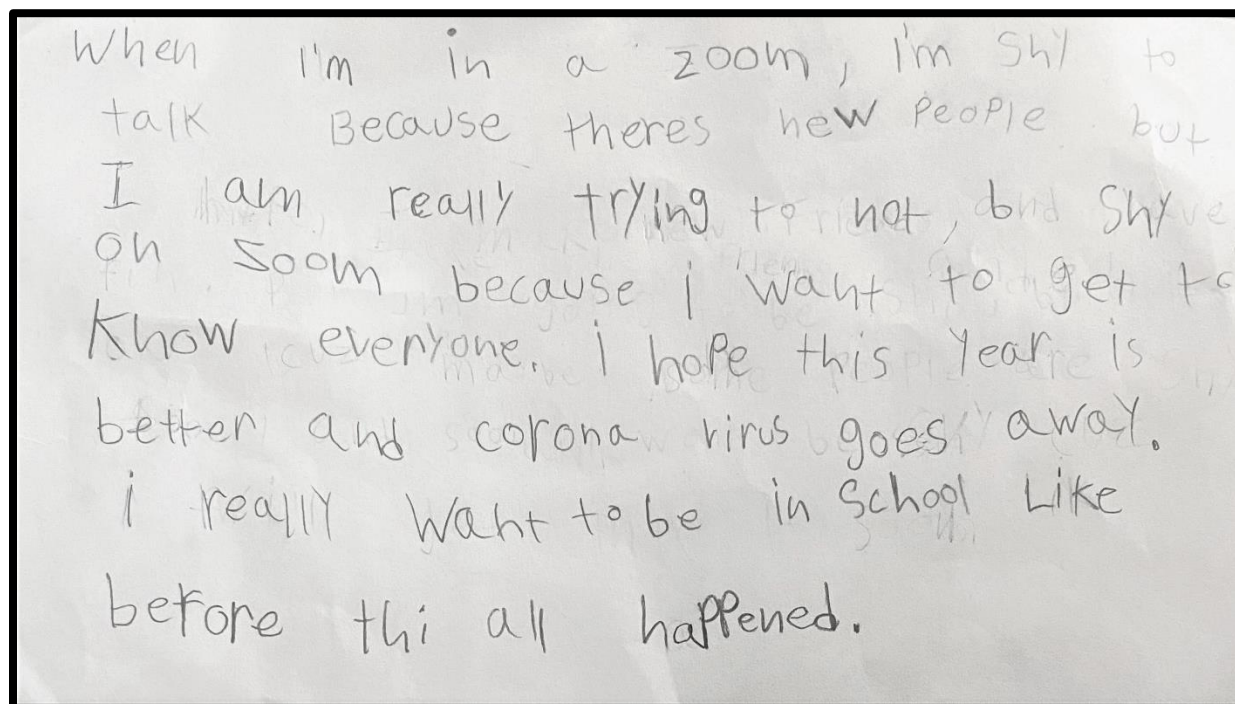 When I'm in a zoom, I'm shy to
talk Because theres new people but
I am really trying to not, and shy
on soom because i want to get to
Know everyone. i hope this year is
better and corona virus goes away.
i really want to be in school Like
before thi all happened.